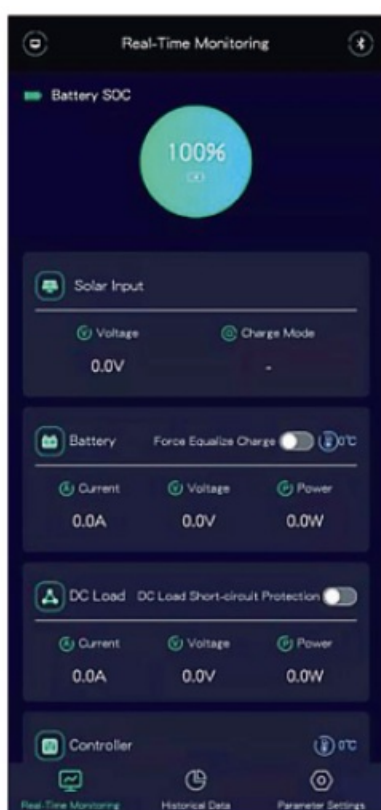 Real-Time Monitoring
Battery SOC
100%
Solar Input
Voltage Charge Mode
0.0V -
Battery Force Equalize Charge 0℃
Current Voltage Power
0.0A 0.0V 0.0W
DC Load DC Load Short-circuit Protection
Current Voltage Power
0.0A 0.0V 0.0W
Controller 0℃
Real-Time Monitoring Historical Data Parameter Settings